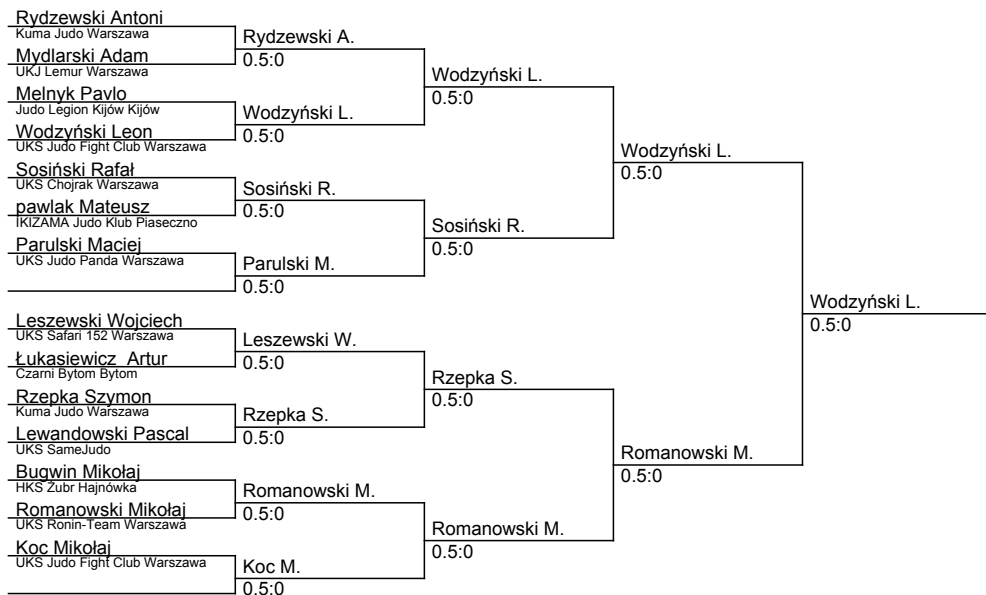 Rydzewski Antoni
Kuma Judo Warszawa
Mydlarski Adam
UKJ Lemur Warszawa
Melnyk Pavlo
Judo Legion Kijów Kijów
Wodzyński Leon
UKS Judo Fight Club Warszawa
Sosiński Rafał
UKS Chojrak Warszawa
pawlak Mateusz
IKIZAMA Judo Klub Piaseczno
Parulski Maciej
UKS Judo Panda Warszawa
Leszewski Wojciech
UKS Safari 152 Warszawa
Łukasiewicz  Artur
Czarni Bytom Bytom
Rzepka Szymon
Kuma Judo Warszawa
Lewandowski Pascal
UKS SameJudo
Bugwin Mikołaj
HKS Żubr Hajnówka
Romanowski Mikołaj
UKS Ronin-Team Warszawa
Koc Mikołaj
UKS Judo Fight Club Warszawa
Rydzewski A.
0.5:0
Wodzyński L.
0.5:0
Sosiński R.
0.5:0
Parulski M.
0.5:0
Leszewski W.
0.5:0
Rzepka S.
0.5:0
Romanowski M.
0.5:0
Koc M.
0.5:0
Wodzyński L.
0.5:0
Sosiński R.
0.5:0
Rzepka S.
0.5:0
Romanowski M.
0.5:0
Wodzyński L.
0.5:0
Romanowski M.
0.5:0
Wodzyński L.
0.5:0